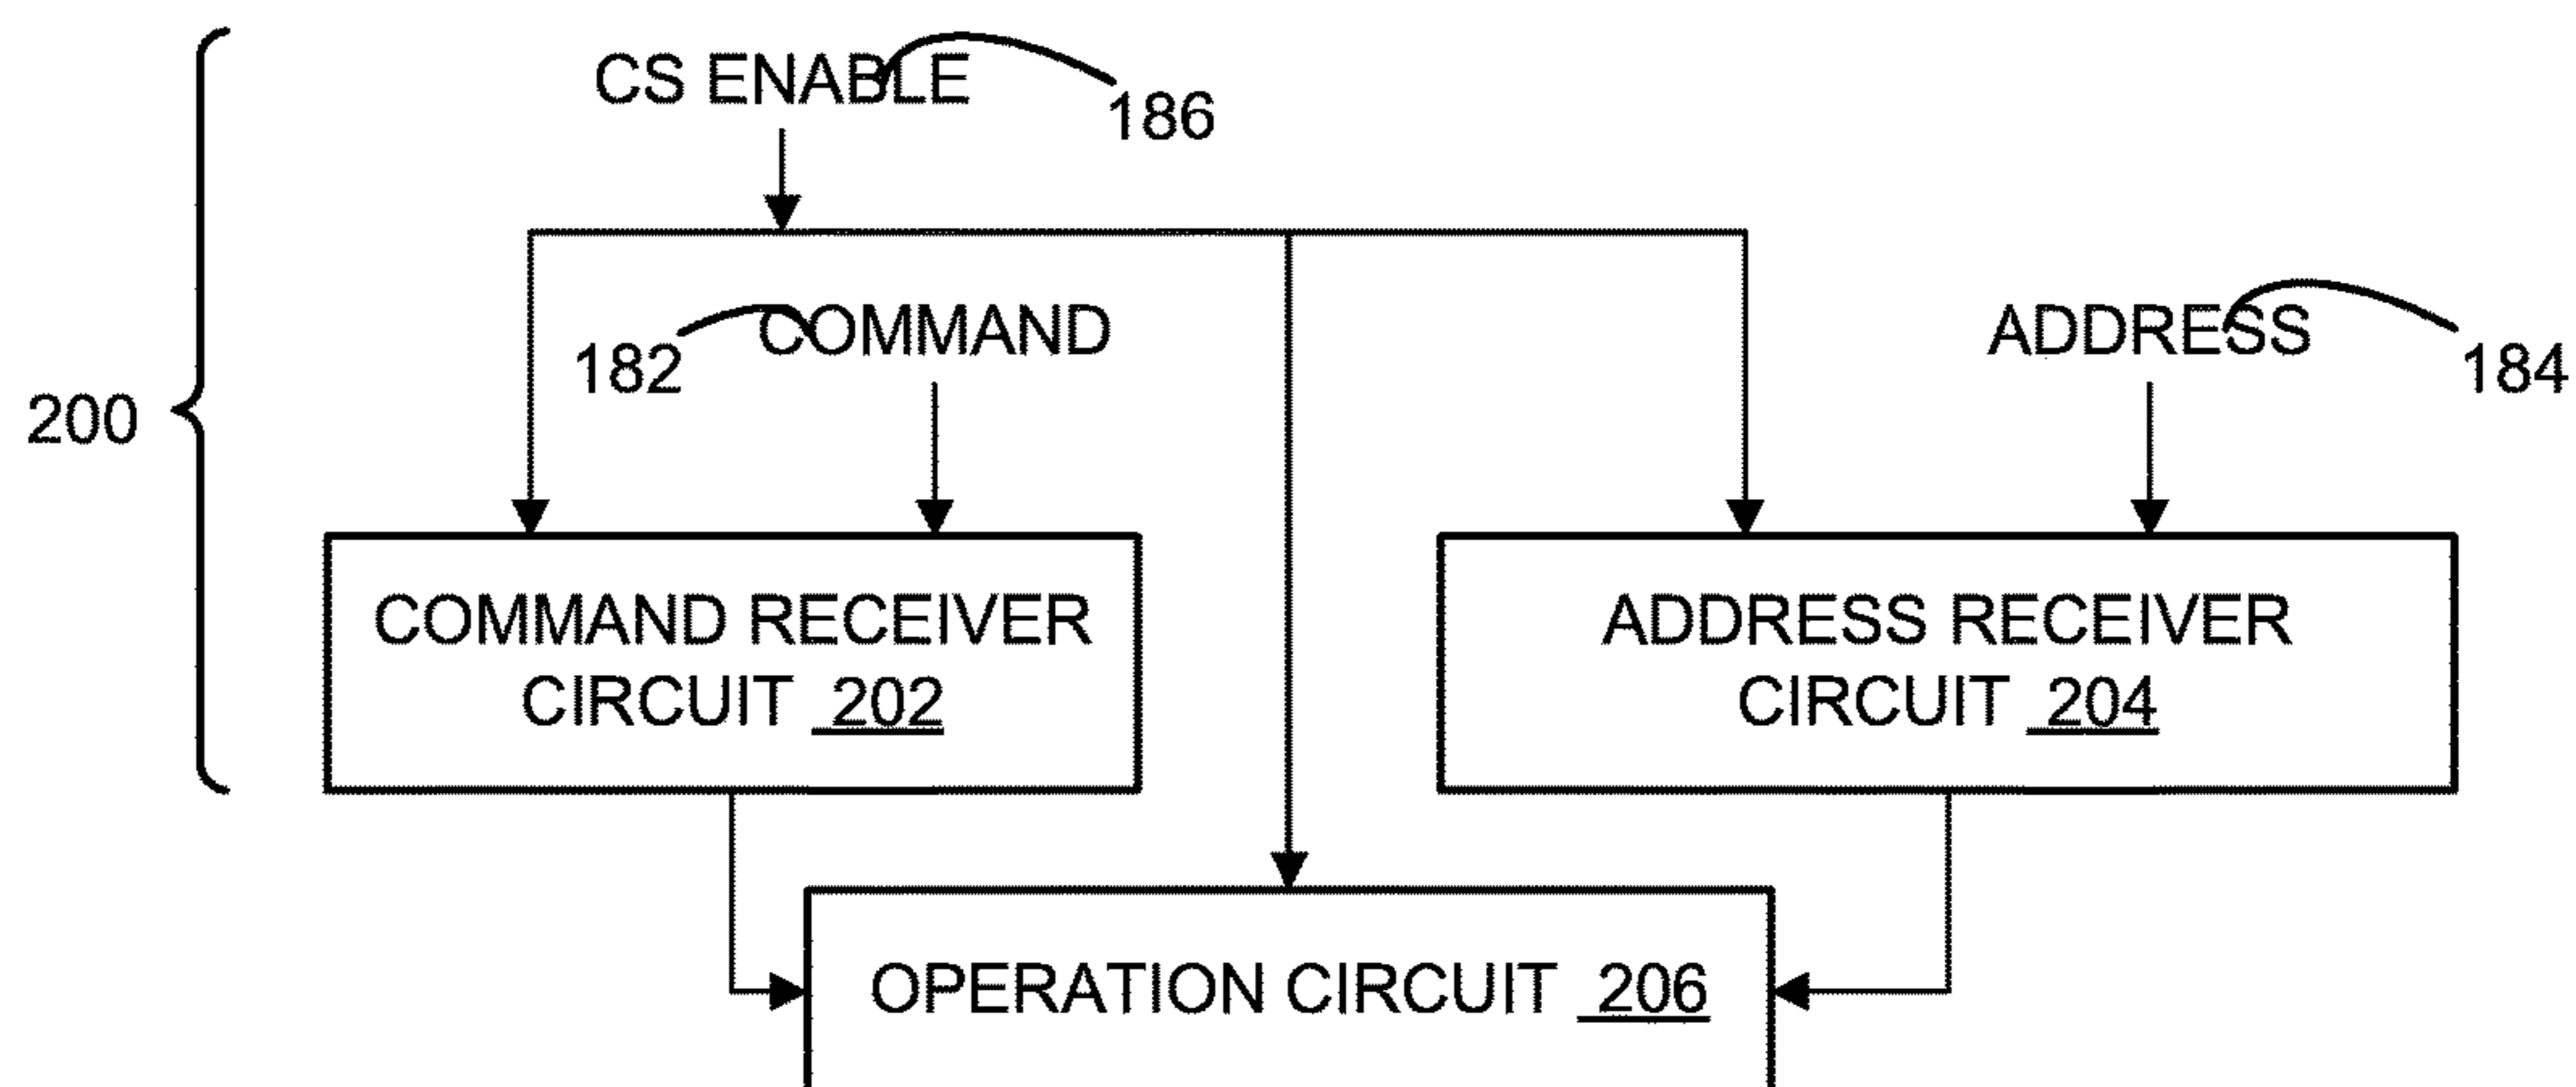 CS ENABLE
186
COMMAND
182
ADDRESS
184
200
COMMAND RECEIVER
CIRCUIT 202
ADDRESS RECEIVER
CIRCUIT 204
OPERATION CIRCUIT 206